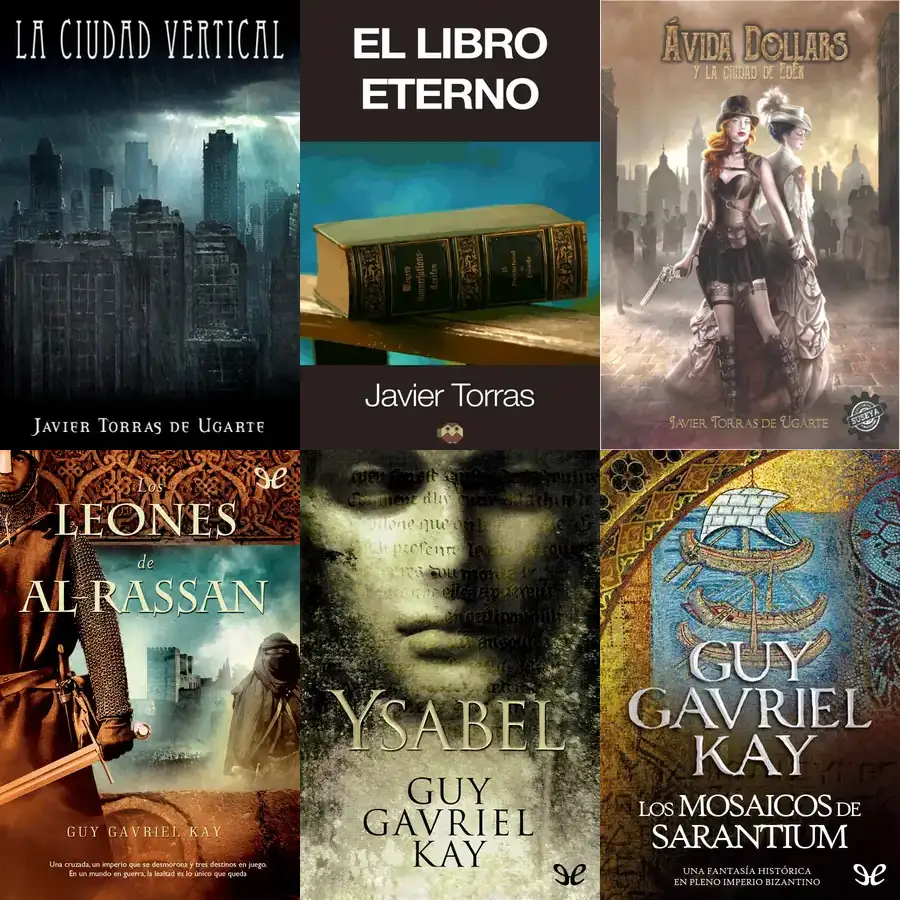 LA CIUDAD VERTICAL
JAVIER TORRAS DE UGARTE
EL LIBRO
ETERNO
Javier Torras
ÁVIDA DOLLARS
Y LA CIUDAD DE EDÉN
JAVIER TORRAS DE UGARTE
Los
LEONES
de
AL-RASSAN
GUY GAVRIEL KAY
Una cruzada, un imperio que se desmorona y tres destinos en juego.
En un mundo en guerra, la lealtad es lo único que queda
YSABEL
GUY
GAVRIEL
KAY
GUY
GAVRIEL
KAY
LOS MOSAICOS DE
SARANTIUM
UNA FANTASÍA HISTÓRICA
EN PLENO IMPERIO BIZANTINO